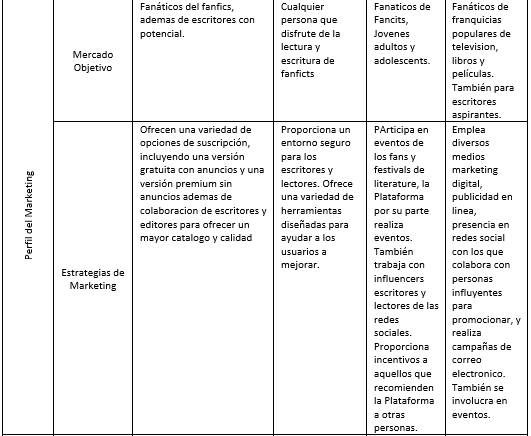 Perfil del Marketing
Mercado
Objetivo
Fanáticos del fanfics,
ademas de escritores con
potencial.
Cualquier
persona que
disfrute de la
lectura y
escritura de
fanficts
Fanaticos de
Fancits,
Jovenes
adultos y
adolescents.
Fanáticos de
franquicias
populares de
television,
libros y
películas.
También para
escritores
aspirantes.
Estrategias de
Marketing
Ofrecen una variedad de
opciones de suscripción,
incluyendo una versión
gratuita con anuncios y una
versión premium sin
anuncios ademas de
colaboracion de escritores y
editores para ofrecer un
mayor catalogo y calidad
Proporciona un
entorno seguro
para los
escritores y
lectores. Ofrece
una variedad de
herramientas
diseñadas para
ayudar a los
usuarios a
mejorar.
PArticipa en
eventos de
los fans y
festivals de
literature, la
Plataforma
por su parte
realiza
eventos.
También
trabaja con
influencers
escritores y
lectores de las
redes
sociales.
Proporciona
incentivos a
aquellos que
recomienden
la Plataforma
a otras
personas.
Emplea
diversos
medios
marketing
digital,
publicidad en
linea,
presencia en
redes social
con los que
colabora con
personas
influyentes
para
promocionar, y
realiza
campañas de
correo
electronico.
También se
involucra en
eventos.